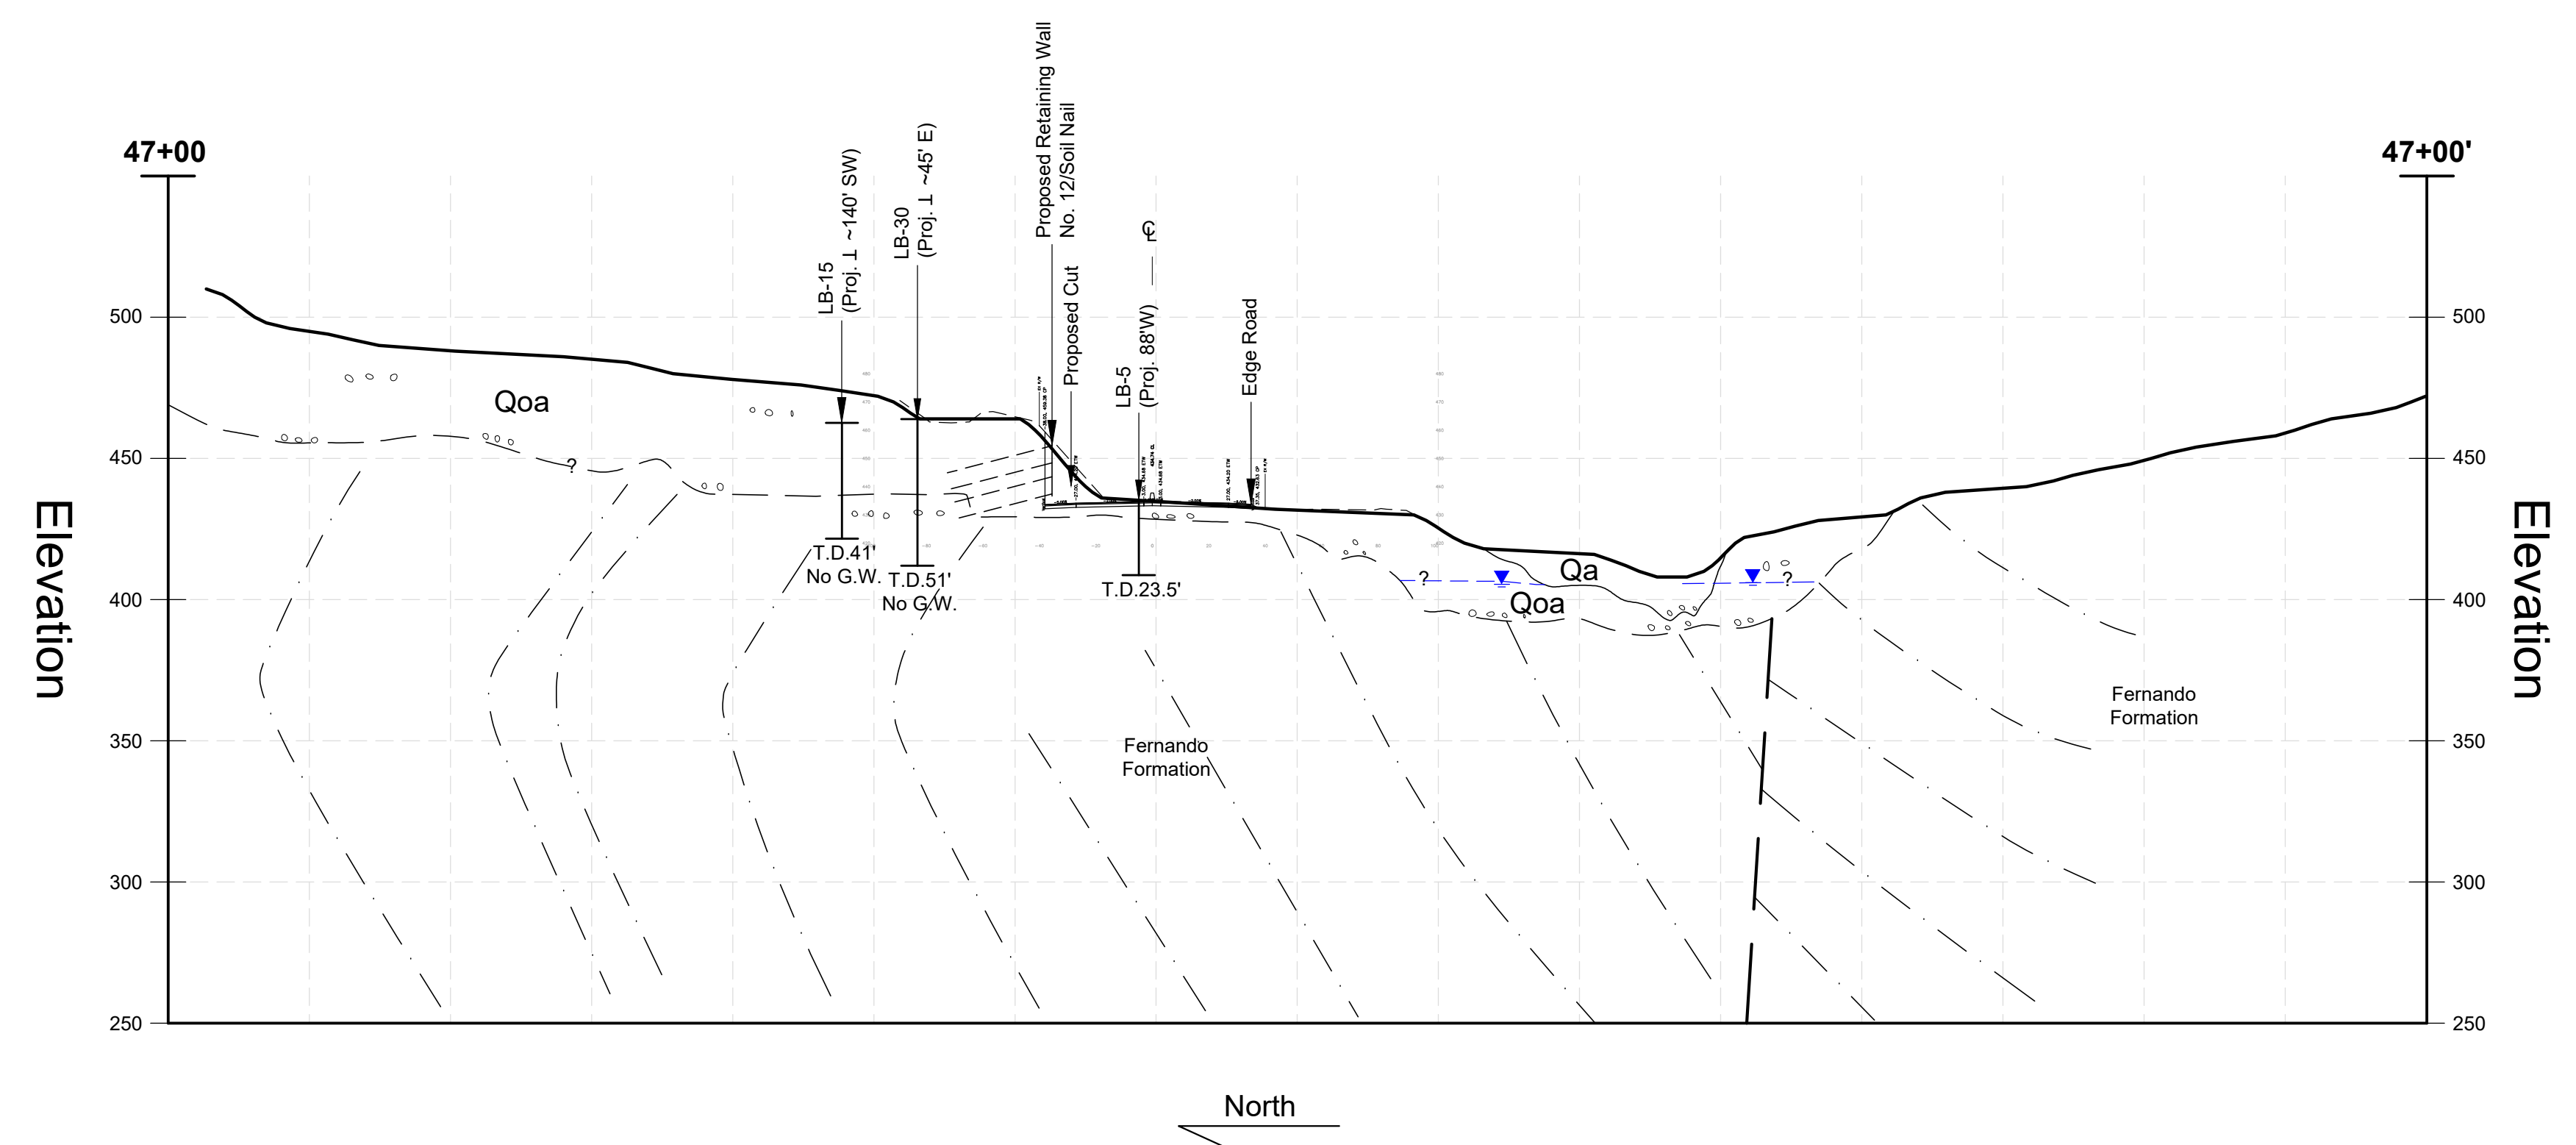 47+00
47+00'
Proposed Retaining Wall
No. 12/Soil Nail
LB-15
(Proj. ⊥ ~140' SW)
LB-30
(Proj. ⊥ ~45' E)
Proposed Cut
LB-5
(Proj. 88'W)
℄
Edge Road
500
500
Qoa
450
?
450
Elevation
Elevation
T.D.41'
No G.W.
T.D.51'
No G.W.
T.D.23.5'
?
Qa
?
Qoa
400
400
Fernando
Formation
350
Fernando
Formation
350
300
300
250
250
North